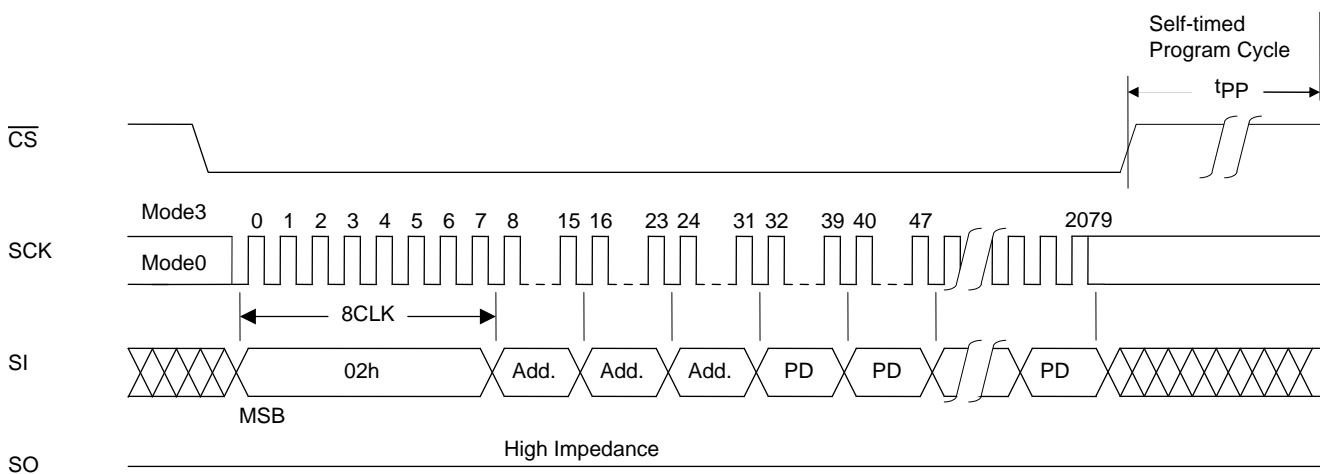 Self-timed
Program Cycle
tPP
CS
Mode3
0 1 2 3 4 5 6 7 8 15 16 23 24 31 32 39 40 47 2079
SCK
Mode0
8CLK
SI
02h Add. Add. Add. PD PD PD
MSB
High Impedance
SO